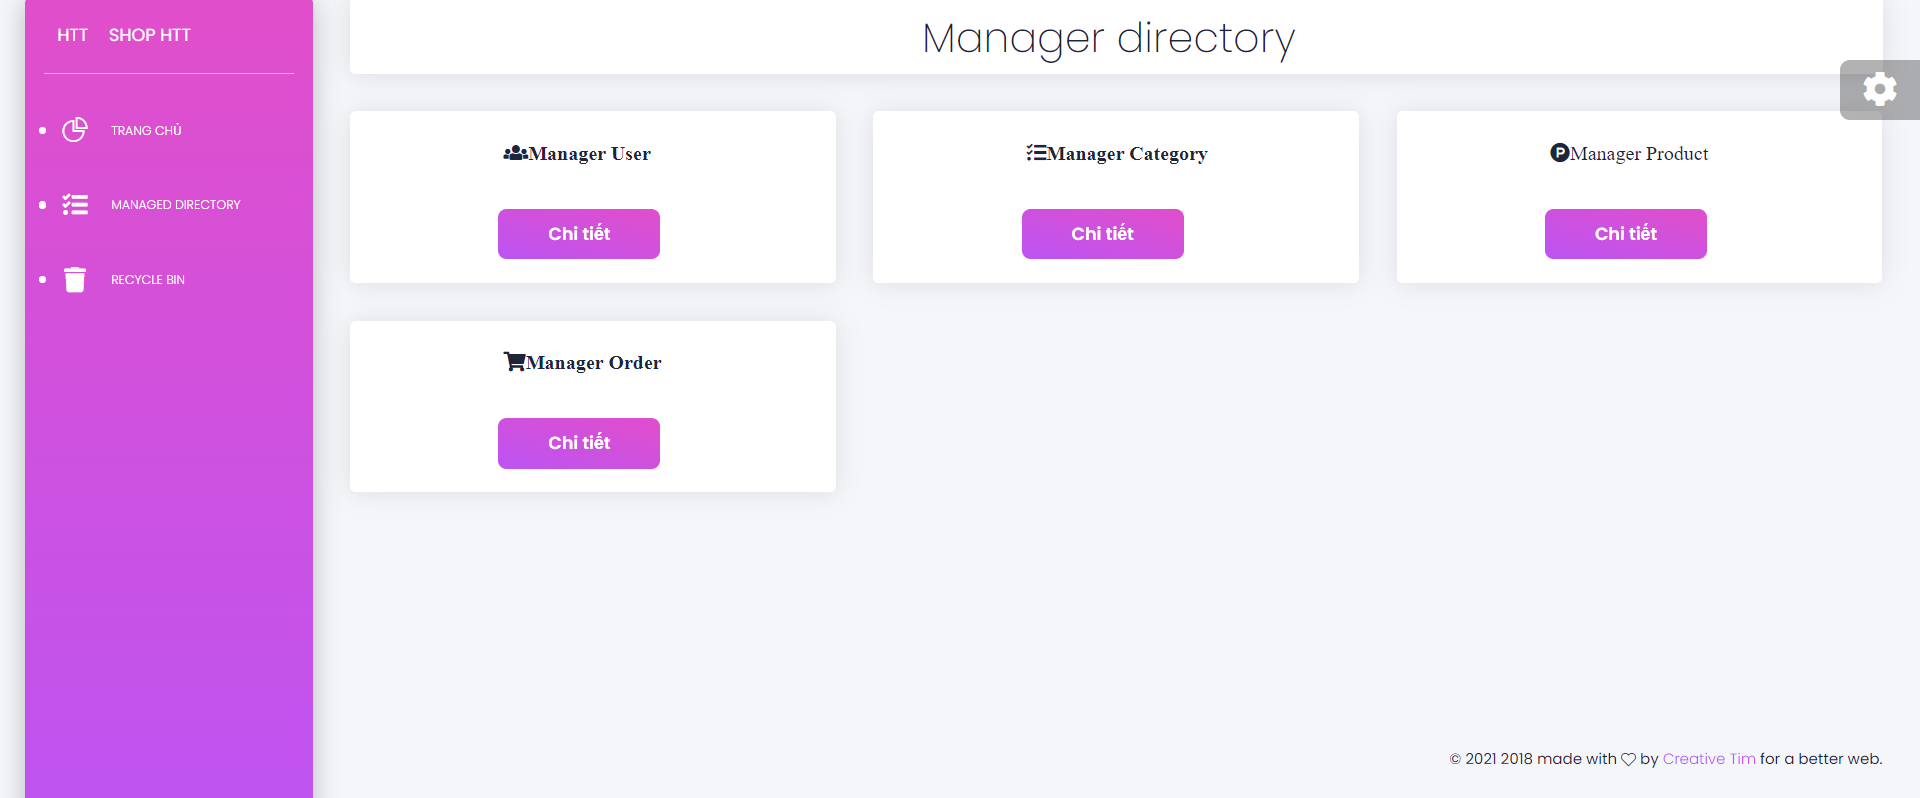 HTT SHOP HTT
TRANG CHỦ
MANAGED DIRECTORY
RECYCLE BIN
Manager directory
Manager User
Chi tiết
Manager Category
Chi tiết
Manager Product
Chi tiết
Manager Order
Chi tiết
© 2021 2018 made with by Creative Tim for a better web.